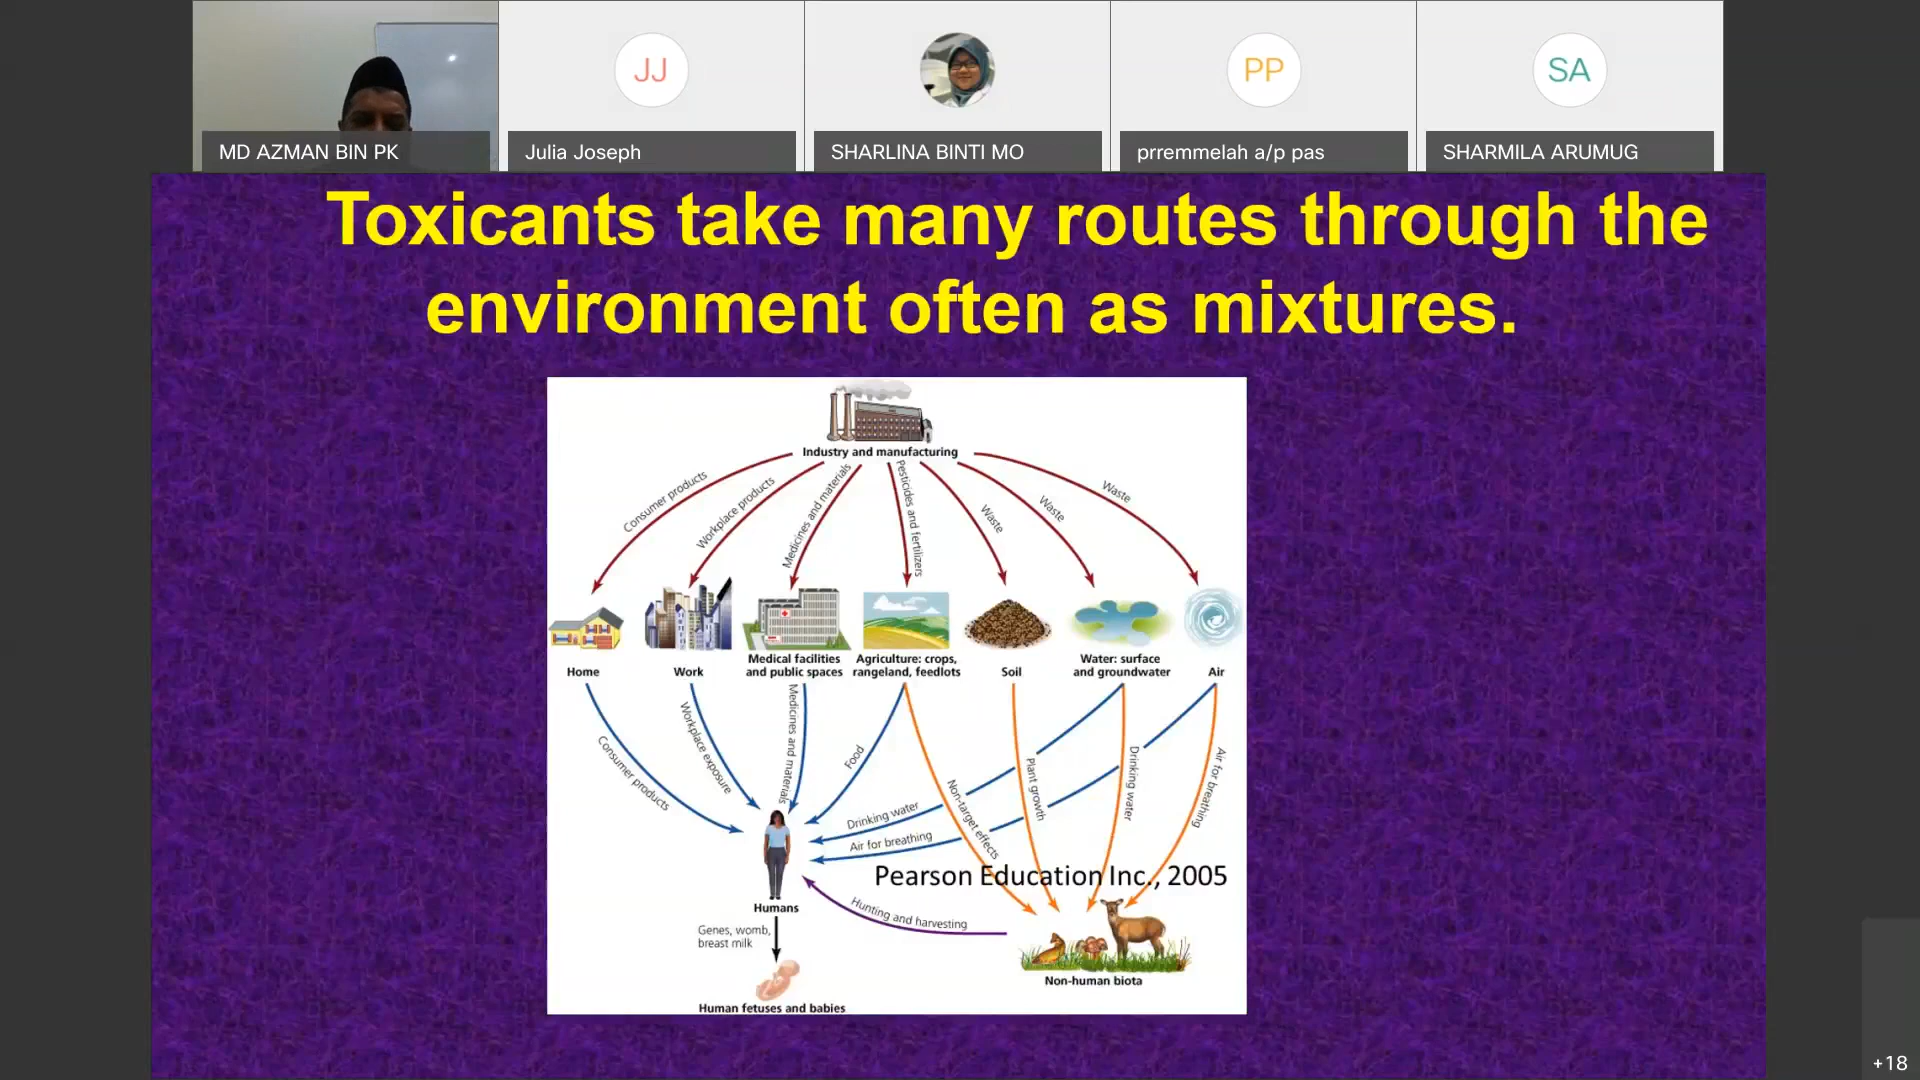 JJ
PP
SA
MD AZMAN BIN PK
Julia Joseph
SHARLINA BINTI MO
prremmelah a/p pas
SHARMILA ARUMUG
Toxicants take many routes through the
environment often as mixtures.
Industry and manufacturing
Consumer products
Workplace products
Medicines and materials
Pesticides and fertilizers
Waste
Waste
Waste
Home
Work
Medical facilities
and public spaces
Agriculture: crops,
rangeland, feedlots
Soil
Water: surface
and groundwater
Air
Consumer products
Workplace exposure
Medicines and materials
Food
Drinking water
Air for breathing
Non-target effects
Plant growth
Drinking water
Air for breathing
Pearson Education Inc., 2005
Humans
Hunting and harvesting
Genes, womb,
breast milk
Non-human biota
Human fetuses and babies
+18